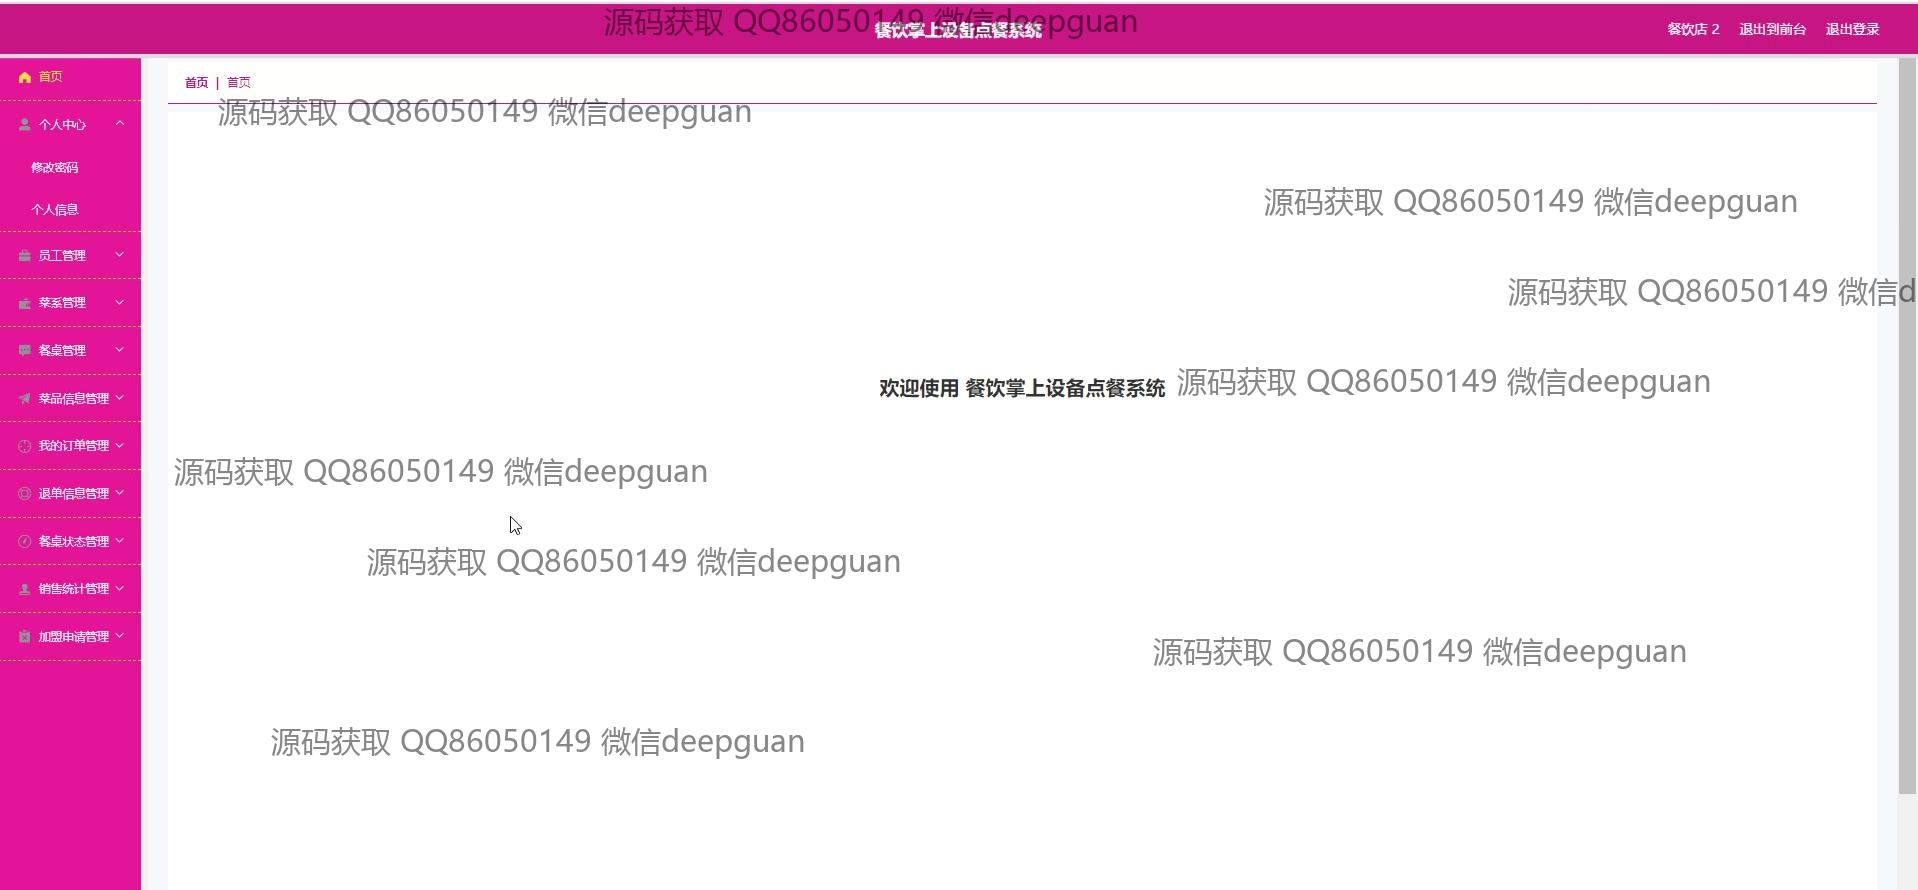 源码获取 QQ86050149 微信deepguan
餐饮掌上设备点餐系统
餐饮店 2 退出到前台 退出登录
首页
个人中心
修改密码
个人信息
员工管理
菜系管理
餐桌管理
菜品信息管理
我的订单管理
退单信息管理
餐桌状态管理
销售统计管理
加盟申请管理
首页 | 首页
源码获取 QQ86050149 微信deepguan
源码获取 QQ86050149 微信deepguan
源码获取 QQ86050149 微信d
欢迎使用 餐饮掌上设备点餐系统
源码获取 QQ86050149 微信deepguan
源码获取 QQ86050149 微信deepguan
源码获取 QQ86050149 微信deepguan
源码获取 QQ86050149 微信deepguan
源码获取 QQ86050149 微信deepguan